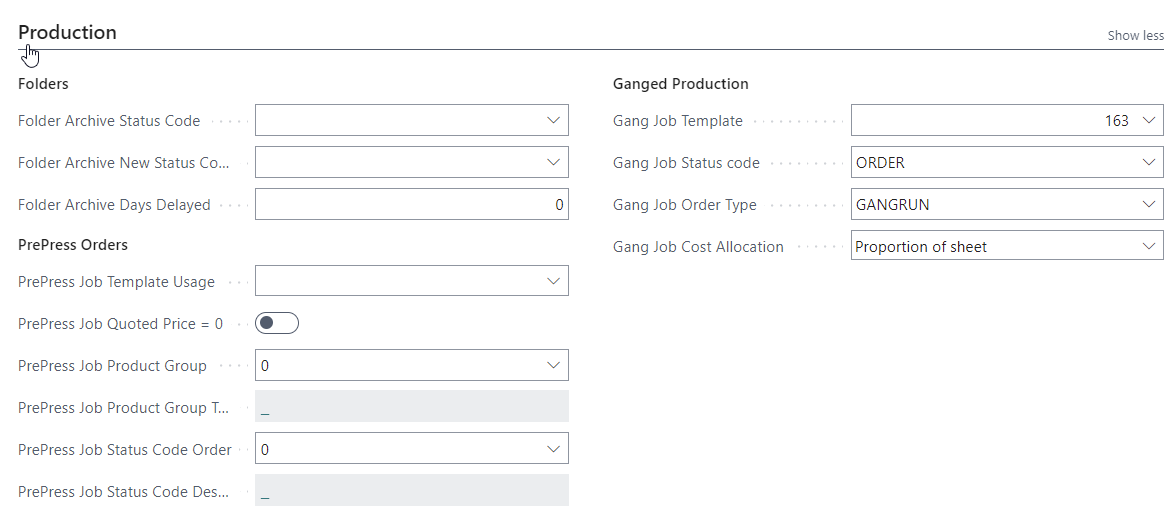 Production
Show less
Folders
Folder Archive Status Code
Folder Archive New Status Co...
Folder Archive Days Delayed 0
PrePress Orders
PrePress Job Template Usage
PrePress Job Quoted Price = 0
PrePress Job Product Group 0
PrePress Job Product Group T... _
PrePress Job Status Code Order 0
PrePress Job Status Code Des... _
Ganged Production
Gang Job Template 163
Gang Job Status code ORDER
Gang Job Order Type GANGRUN
Gang Job Cost Allocation Proportion of sheet